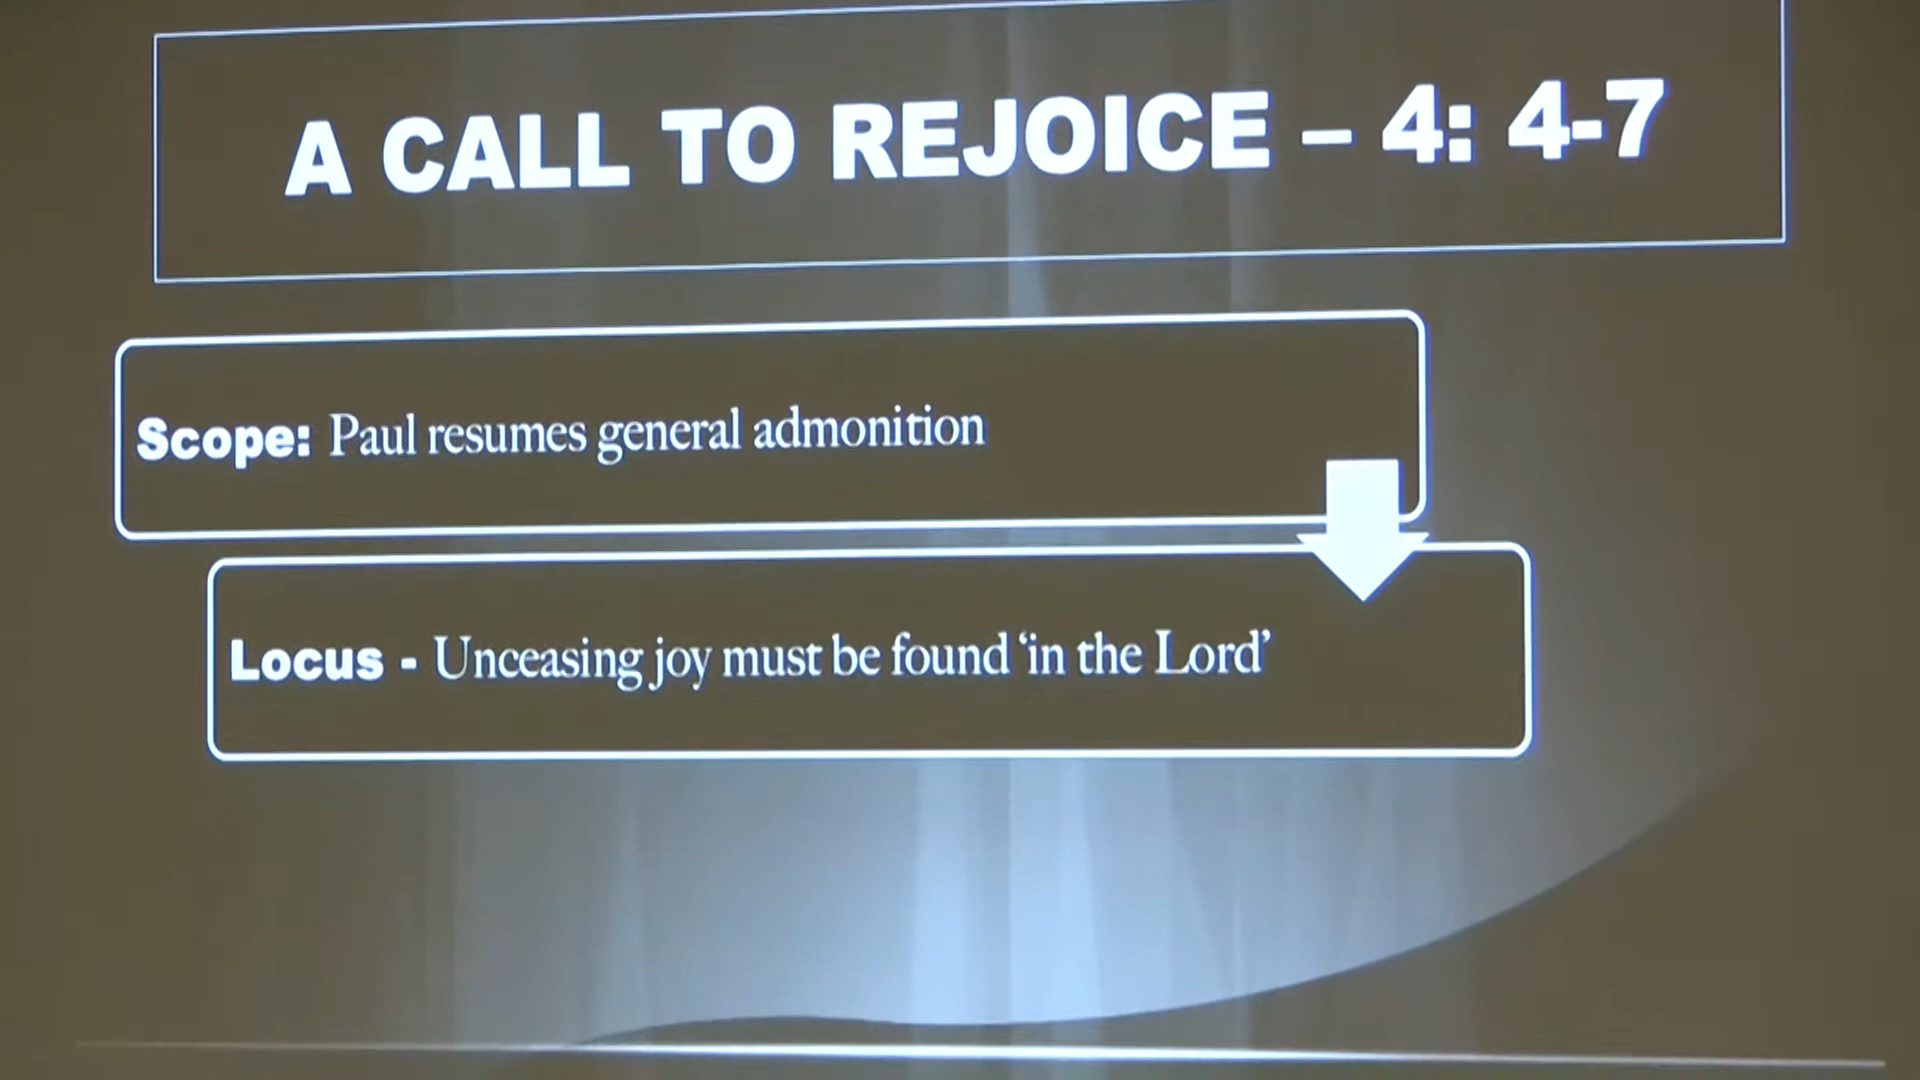 A CALL TO REJOICE – 4: 4-7
Scope: Paul resumes general admonition
Locus - Unceasing joy must be found ‘in the Lord’